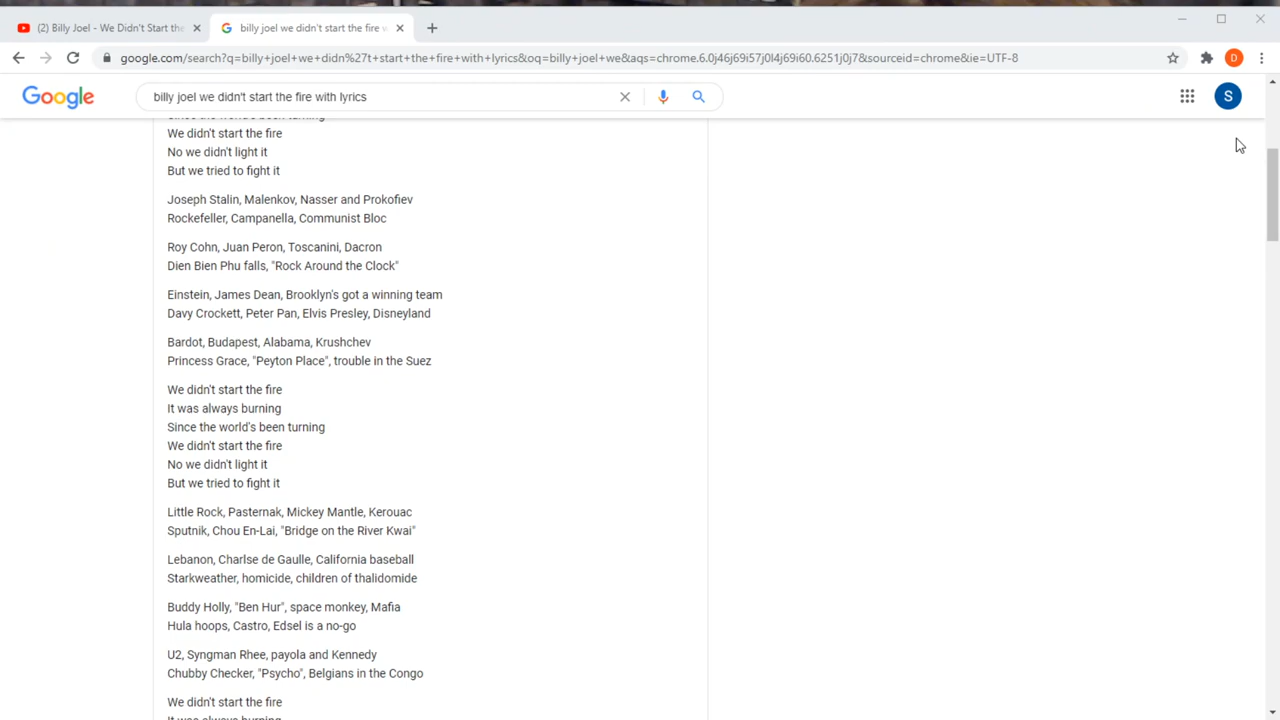 (2) Billy Joel - We Didn't Start the
billy joel we didn't start the fire w
google.com/search?q=billy+joel+we+didn%27t+start+the+fire+with+lyrics&oq=billy+joel+we&aqs=chrome.6.0j46j69i57j0l4j69i60.6251j0j7&sourceid=chrome&ie=UTF-8
D
Google
billy joel we didn't start the fire with lyrics
S
Since the world's been turning
We didn't start the fire
No we didn't light it
But we tried to fight it
Joseph Stalin, Malenkov, Nasser and Prokofiev
Rockefeller, Campanella, Communist Bloc
Roy Cohn, Juan Peron, Toscanini, Dacron
Dien Bien Phu falls, "Rock Around the Clock"
Einstein, James Dean, Brooklyn's got a winning team
Davy Crockett, Peter Pan, Elvis Presley, Disneyland
Bardot, Budapest, Alabama, Krushchev
Princess Grace, "Peyton Place", trouble in the Suez
We didn't start the fire
It was always burning
Since the world's been turning
We didn't start the fire
No we didn't light it
But we tried to fight it
Little Rock, Pasternak, Mickey Mantle, Kerouac
Sputnik, Chou En-Lai, "Bridge on the River Kwai"
Lebanon, Charlse de Gaulle, California baseball
Starkweather, homicide, children of thalidomide
Buddy Holly, "Ben Hur", space monkey, Mafia
Hula hoops, Castro, Edsel is a no-go
U2, Syngman Rhee, payola and Kennedy
Chubby Checker, "Psycho", Belgians in the Congo
We didn't start the fire
It was always burning